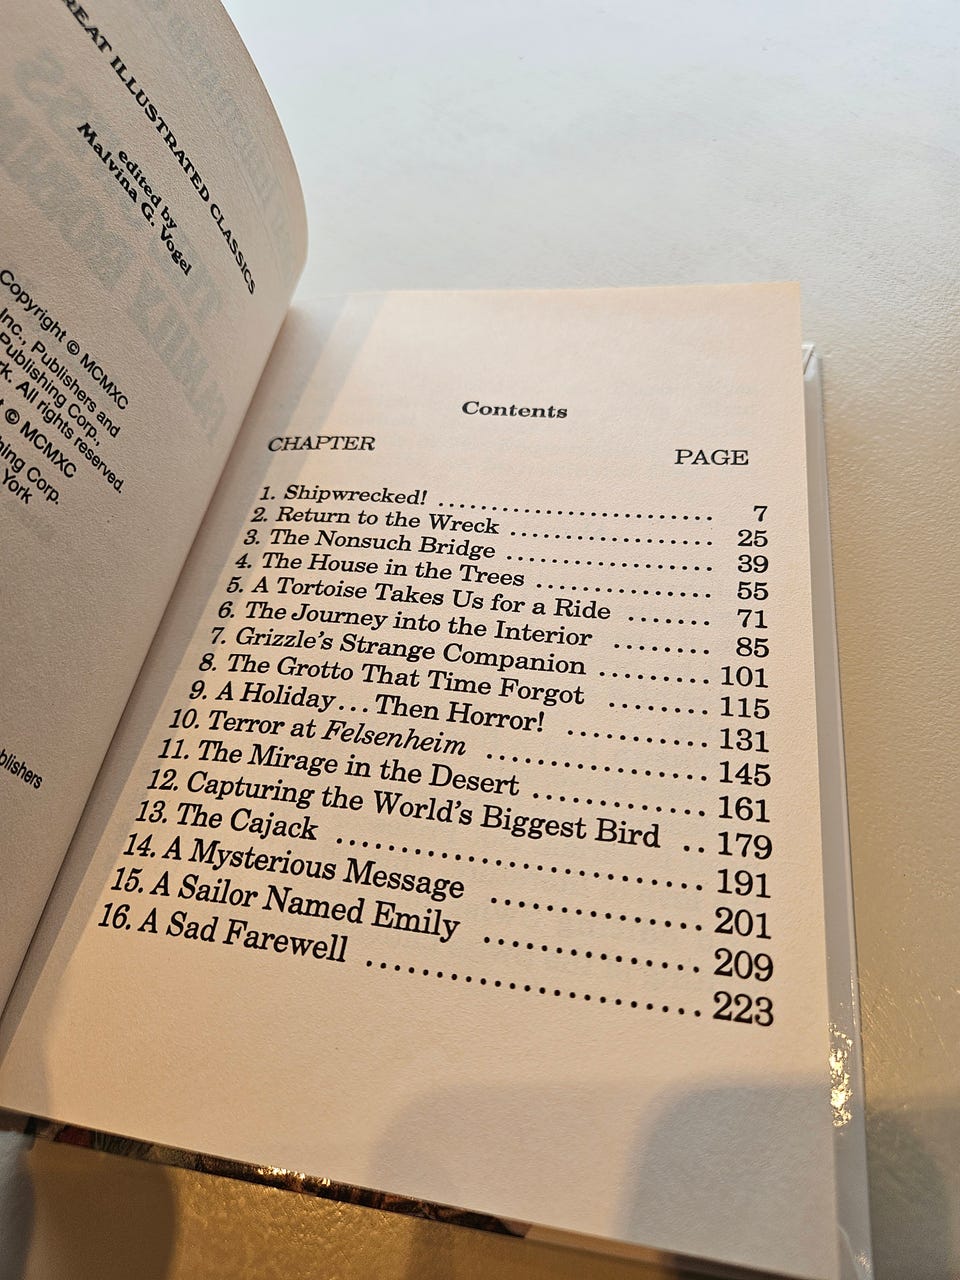 REAT ILLUSTRATED CLASSICS
edited by
Malvina G. Vogel
Copyright © MCMXC
Inc., Publishers and
Publishing Corp.,
rk. All rights reserved.
© MCMXC
hing Corp.
York
blishers
Contents
CHAPTER PAGE
1. Shipwrecked! ........................... 7
2. Return to the Wreck .................... 25
3. The Nonsuch Bridge .................... 39
4. The House in the Trees ................. 55
5. A Tortoise Takes Us for a Ride ....... 71
6. The Journey into the Interior ........ 85
7. Grizzle's Strange Companion ......... 101
8. The Grotto That Time Forgot ........ 115
9. A Holiday... Then Horror! ........... 131
10. Terror at Felsenheim .................. 145
11. The Mirage in the Desert ............. 161
12. Capturing the World's Biggest Bird .. 179
13. The Cajack ............................ 191
14. A Mysterious Message ................ 201
15. A Sailor Named Emily ................ 209
16. A Sad Farewell ........................ 223